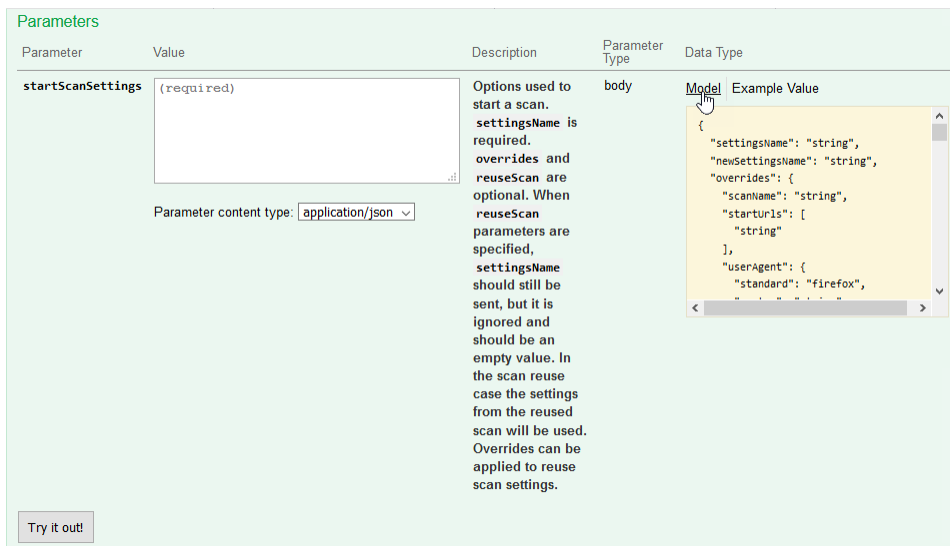 Parameters
Parameter Value Description Parameter Type Data Type
startScanSettings
(required)
Parameter content type: application/json
Options used to
start a scan.
settingsName is
required.
overrides and
reuseScan are
optional. When
reuseScan
parameters are
specified,
settingsName
should still be
sent, but it is
ignored and
should be an
empty value. In
the scan reuse
case the settings
from the reused
scan will be used.
Overrides can be
applied to reuse
scan settings.
body
Model Example Value
{
"settingsName": "string",
"newSettingsName": "string",
"overrides": {
"scanName": "string",
"startUrls": [
"string"
],
"userAgent": {
"standard": "firefox",
Try it out!